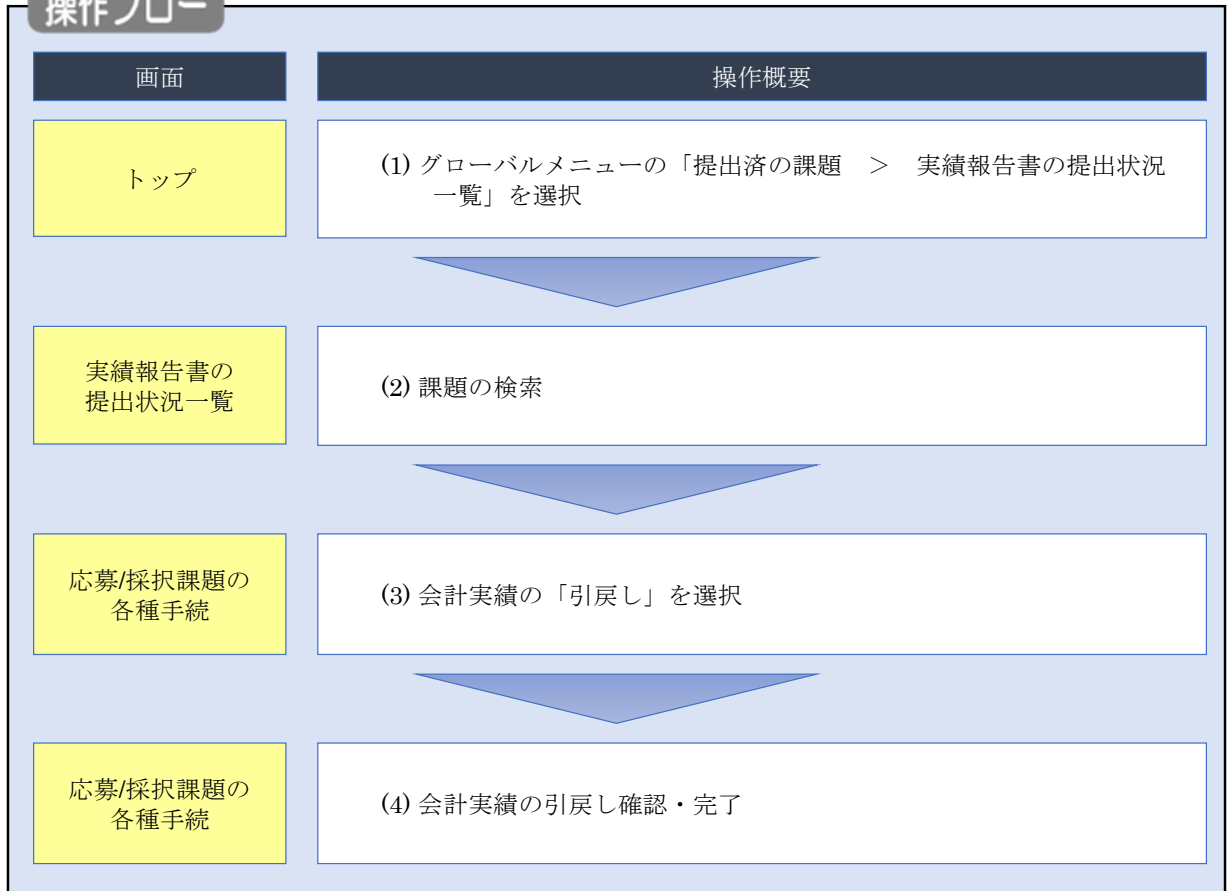 操作フロー
画面
操作概要
トップ
(1) グローバルメニューの「提出済の課題　＞　実績報告書の提出状況
一覧」を選択
実績報告書の
提出状況一覧
(2) 課題の検索
応募/採択課題の
各種手続
(3) 会計実績の「引戻し」を選択
応募/採択課題の
各種手続
(4) 会計実績の引戻し確認・完了